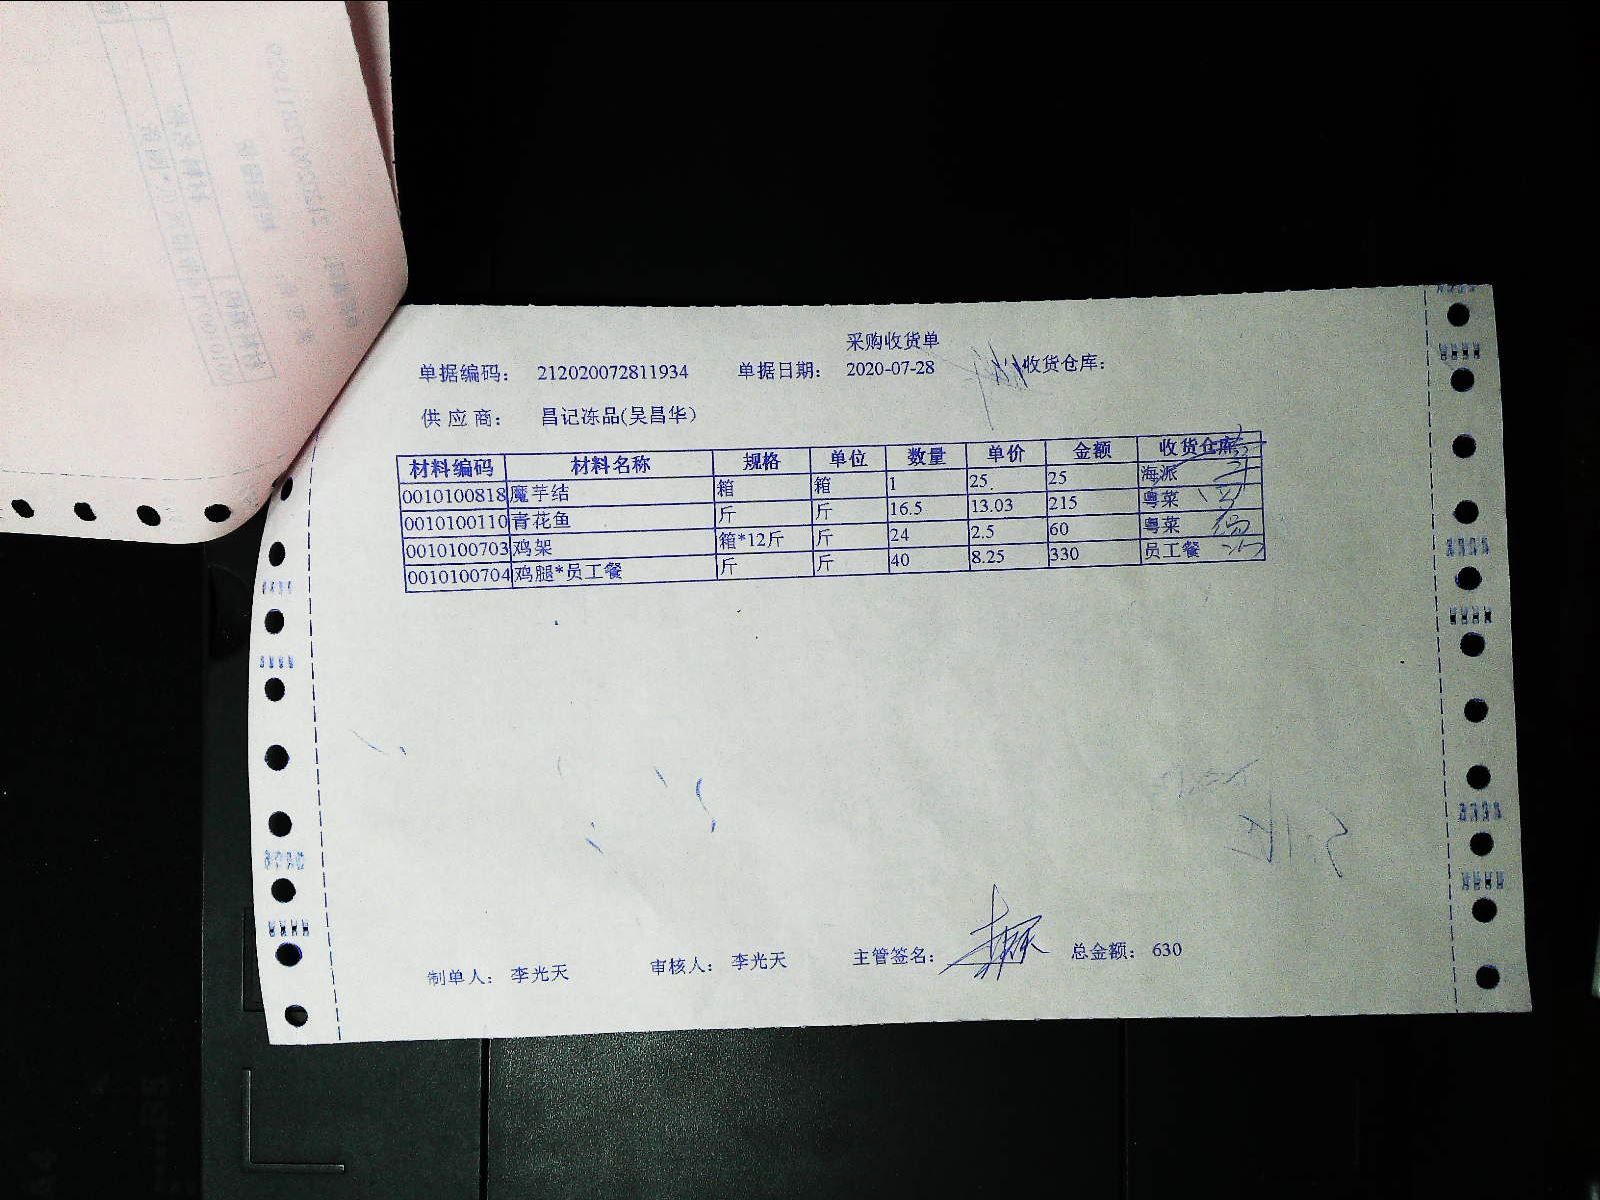 采购收货单
单据编码： 212020072811934 单据日期： 2020-07-28 收货仓库：
供 应 商： 昌记冻品(吴昌华）
材料编码 材料名称 规格 单位 数量 单价 金额 收货仓库
0010100818 魔芋结 箱 箱 1 25. 25 海派
0010100110 青花鱼 斤 斤 16.5 13.03 215 粤菜
0010100703 鸡架 箱*12斤 斤 24 2.5 60 粤菜
0010100704 鸡腿*员工餐 斤 斤 40 8.25 330 员工餐
制单人： 李光天 审核人： 李光天 主管签名： 总金额： 630